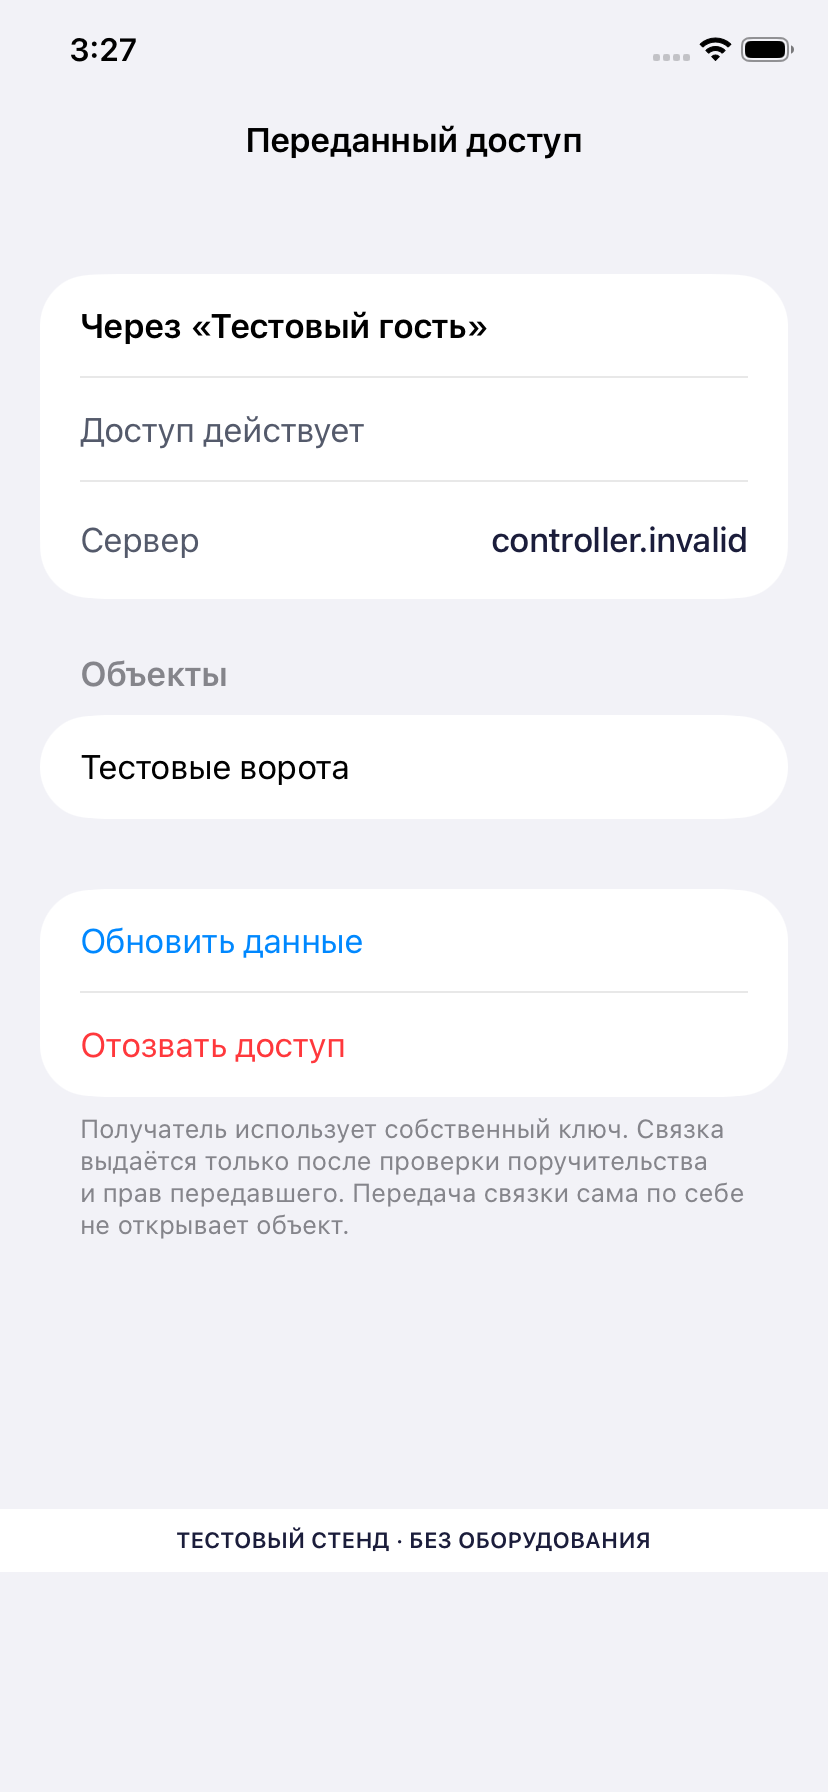 3:27
Переданный доступ
Через «Тестовый гость»
Доступ действует
Сервер controller.invalid
Объекты
Тестовые ворота
Обновить данные
Отозвать доступ
Получатель использует собственный ключ. Связка
выдаётся только после проверки поручительства
и прав передавшего. Передача связки сама по себе
не открывает объект.
ТЕСТОВЫЙ СТЕНД · БЕЗ ОБОРУДОВАНИЯ